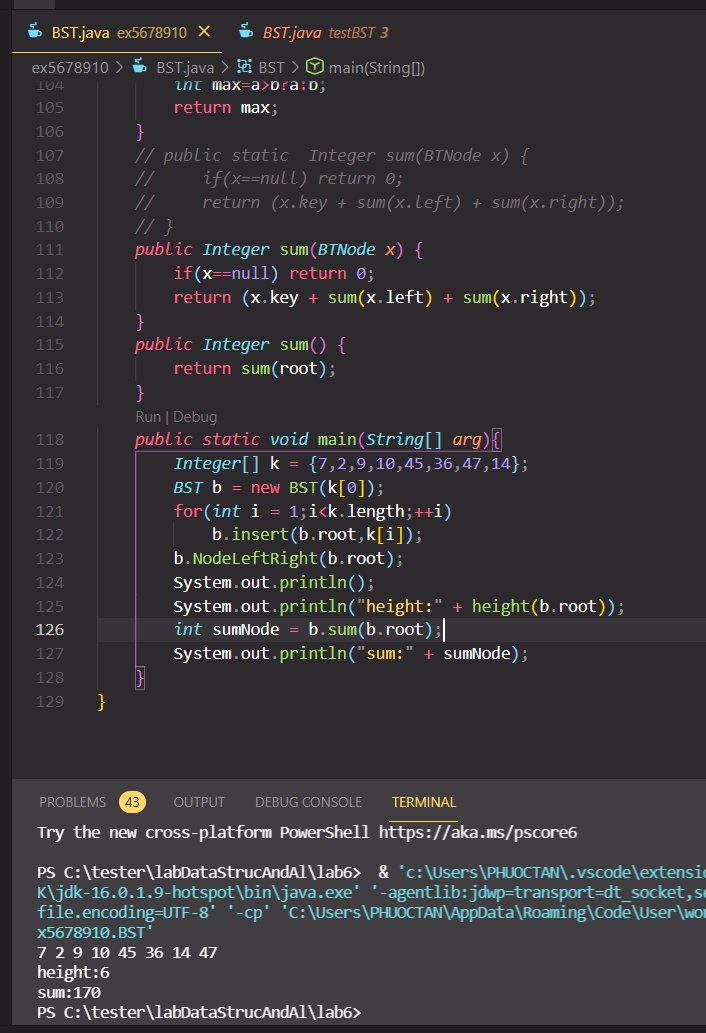 BST.java ex5678910 × BST.java testBST 3
ex5678910 > BST.java > BST > main(String[])
104 int max=a>b?a:b;
105 return max;
106 }
107 // public static  Integer sum(BTNode x) {
108 //     if(x==null) return 0;
109 //     return (x.key + sum(x.left) + sum(x.right));
110 // }
111 public Integer sum(BTNode x) {
112 if(x==null) return 0;
113 return (x.key + sum(x.left) + sum(x.right));
114 }
115 public Integer sum() {
116 return sum(root);
117 }
Run | Debug
118 public static void main(String[] arg){
119 Integer[] k = {7,2,9,10,45,36,47,14};
120 BST b = new BST(k[0]);
121 for(int i = 1;i<k.length;++i)
122 b.insert(b.root,k[i]);
123 b.NodeLeftRight(b.root);
124 System.out.println();
125 System.out.println("height:" + height(b.root));
126 int sumNode = b.sum(b.root);
127 System.out.println("sum:" + sumNode);
128 }
129 }
PROBLEMS 43 OUTPUT DEBUG CONSOLE TERMINAL
Try the new cross-platform PowerShell https://aka.ms/pscore6
PS C:\tester\labDataStrucAndAl\lab6>  & 'c:\Users\PHUOCTAN\.vscode\extensio
K\jdk-16.0.1.9-hotspot\bin\java.exe' '-agentlib:jdwp=transport=dt_socket,se
file.encoding=UTF-8' '-cp' 'C:\Users\PHUOCTAN\AppData\Roaming\Code\User\wor
x5678910.BST'
7 2 9 10 45 36 14 47
height:6
sum:170
PS C:\tester\labDataStrucAndAl\lab6>